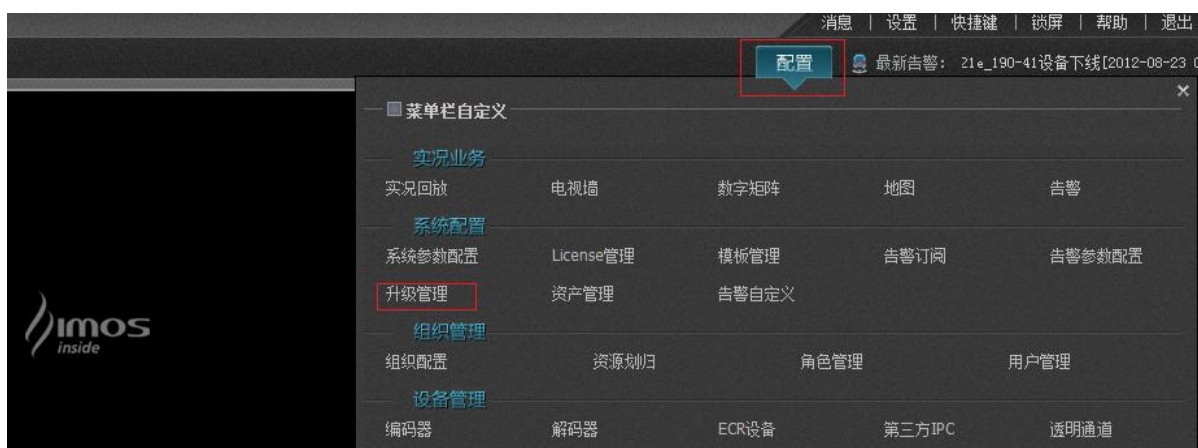 消息 | 设置 | 快捷键 | 锁屏 | 帮助 | 退出
配置 最新告警： 21e_190-41设备下线[2012-08-23
菜单栏自定义 ×
实况业务
实况回放 电视墙 数字矩阵 地图 告警
系统配置
系统参数配置 License管理 模板管理 告警订阅 告警参数配置
升级管理 资产管理 告警自定义
组织管理
组织配置 资源划归 角色管理 用户管理
设备管理
编码器 解码器 ECR设备 第三方IPC 透明通道
imos
inside